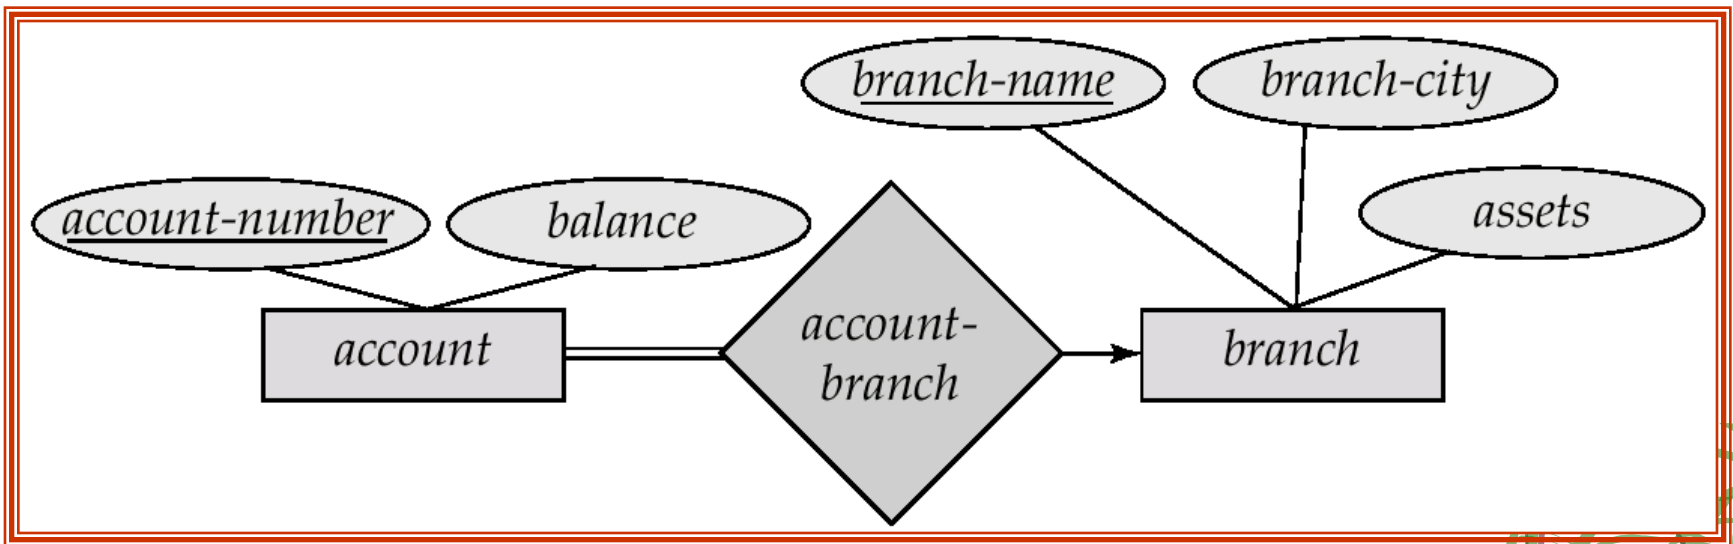 branch-name
branch-city
account-number
balance
assets
account
account-
branch
branch